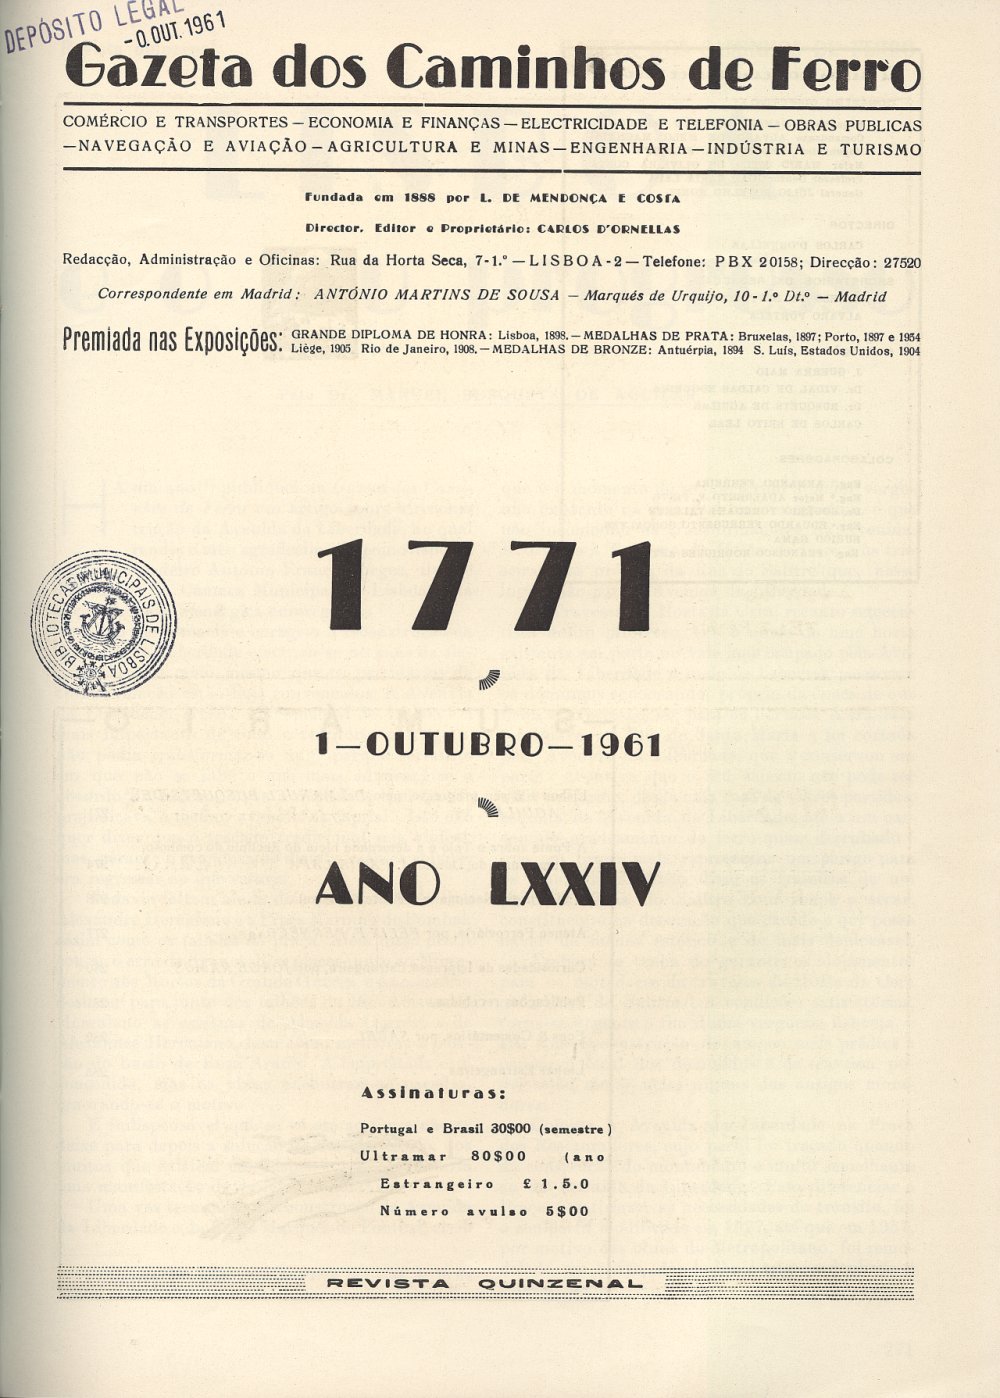 DEPÓSITO LEGAL
-0.OUT.1961
Gazeta dos Caminhos de Ferro
COMÉRCIO E TRANSPORTES — ECONOMIA E FINANÇAS — ELECTRICIDADE E TELEFONIA — OBRAS PUBLICAS
— NAVEGAÇÃO E AVIAÇÃO — AGRICULTURA E MINAS — ENGENHARIA — INDÚSTRIA E TURISMO
Fundada em 1888 por L. DE MENDONÇA E COSTA
Director, Editor e Proprietário: CARLOS D'ORNELLAS
Redacção, Administração e Oficinas: Rua da Horta Seca, 7-1.º — LISBOA-2 — Telefone: PBX 20158; Direcção: 27520
Correspondente em Madrid: ANTÓNIO MARTINS DE SOUSA — Marqués de Urquijo, 10-1.º Dt.º — Madrid
Premiada nas Exposições: GRANDE DIPLOMA DE HONRA: Lisboa, 1898. — MEDALHAS DE PRATA: Bruxelas, 1897; Porto, 1897 e 1954
Liège, 1905 Rio de Janeiro, 1908. — MEDALHAS DE BRONZE: Antuérpia, 1894 S. Luís, Estados Unidos, 1904
1771
BIBLIOTECAS MUNICIPAIS DE LISBOA
1 — OUTUBRO — 1961
ANO LXXIV
Assinaturas:
Portugal e Brasil 30$00 (semestre)
Ultramar 80$00 (ano
Estrangeiro £ 1.5.0
Número avulso 5$00
REVISTA QUINZENAL